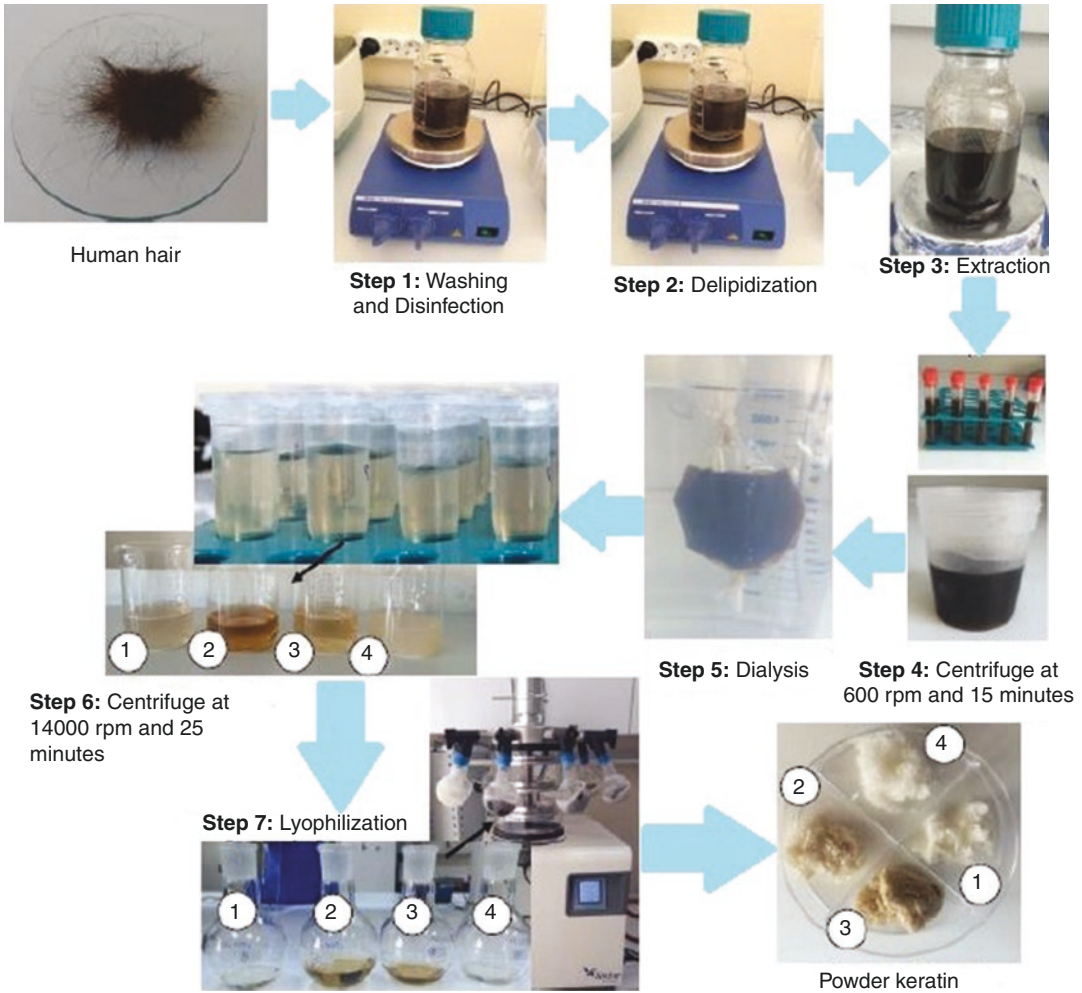 Human hair
Step 1: Washing
and Disinfection
Step 2: Delipidization
Step 3: Extraction
Step 4: Centrifuge at
600 rpm and 15 minutes
Step 5: Dialysis
1
2
3
4
Step 6: Centrifuge at
14000 rpm and 25
minutes
Step 7: Lyophilization
1
2
3
4
4
2
1
3
Powder keratin